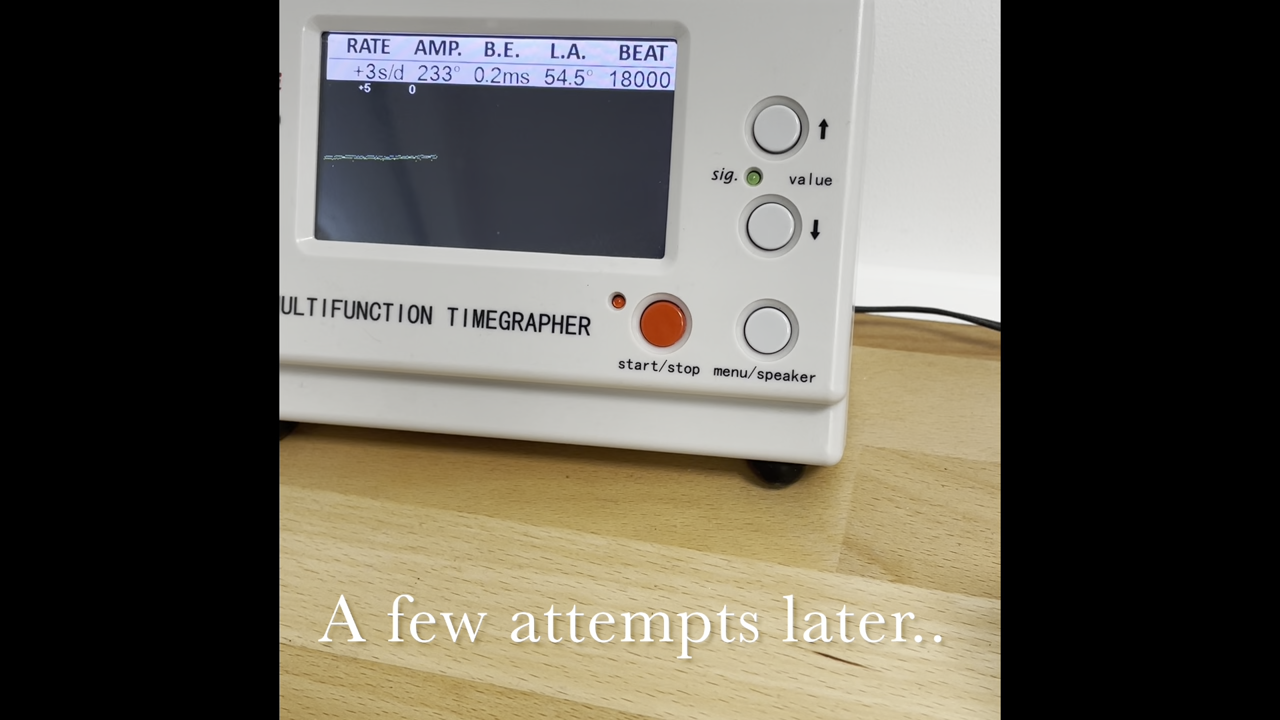 RATE AMP. B.E. L.A. BEAT
+3s/d 233° 0.2ms 54.5° 18000
+5 0
sig. value
ULTIFUNCTION TIMEGRAPHER
start/stop menu/speaker
A few attempts later..